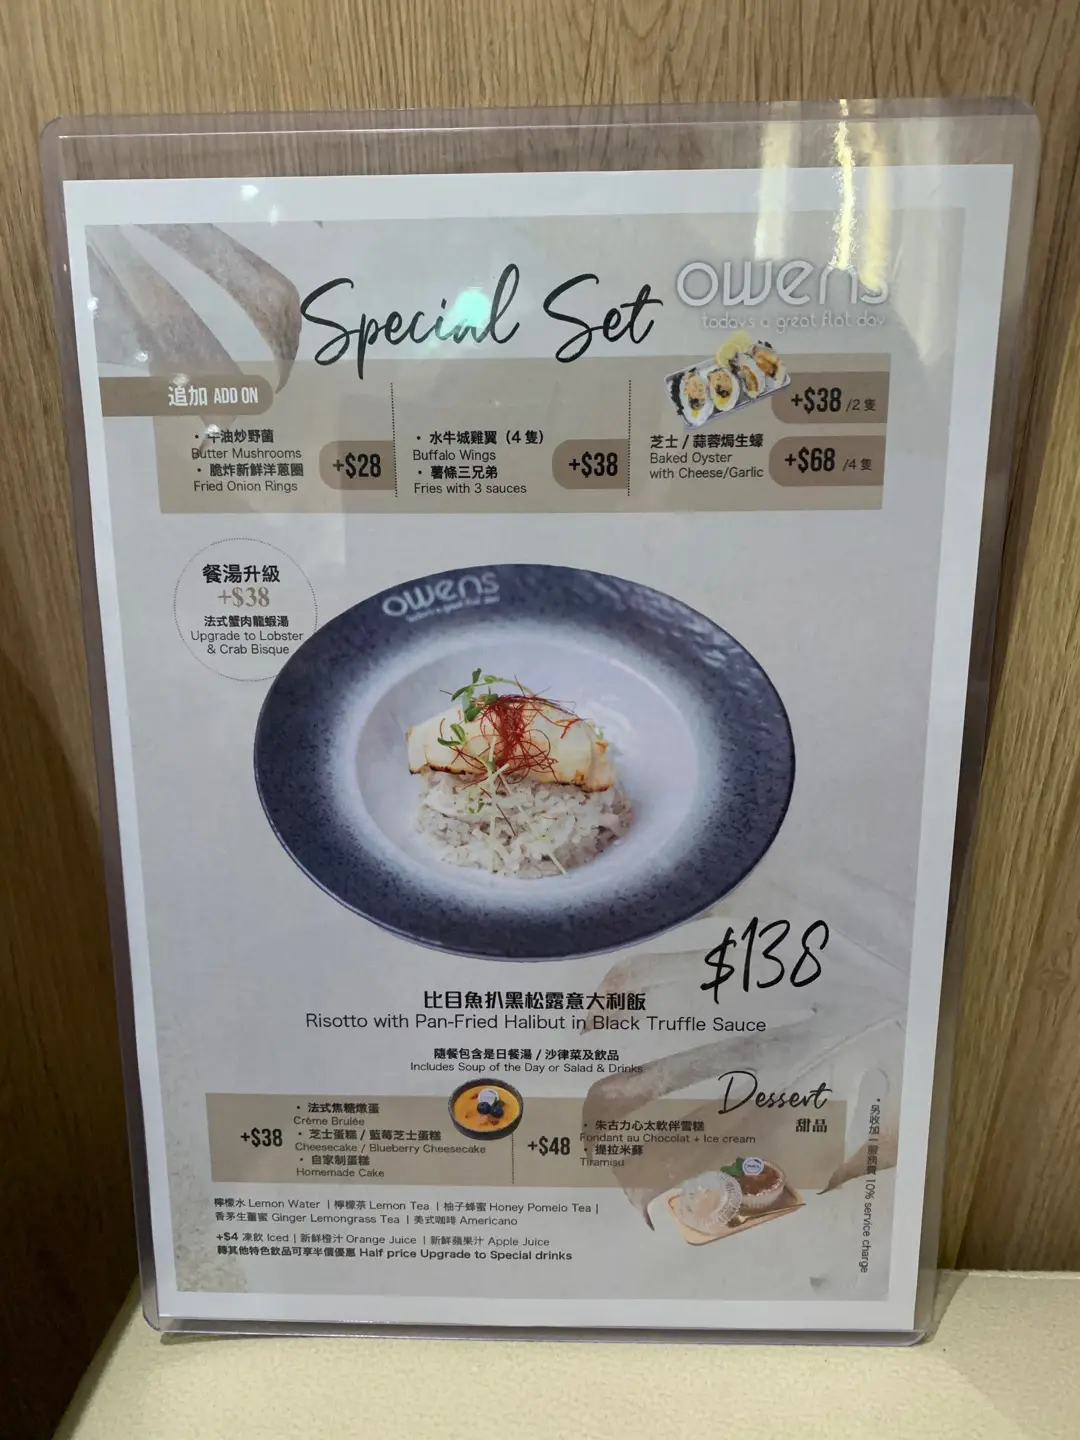 Special Set
owens
today's a great flat day
追加 ADD ON
・牛油炒野菌
Butter Mushrooms
・脆炸新鮮洋蔥圈
Fried Onion Rings
+$28
・水牛城雞翼（4 隻）
Buffalo Wings
・薯條三兄弟
Fries with 3 sauces
+$38
芝士 / 蒜蓉焗生蠔
Baked Oyster
with Cheese/Garlic
+$38 /2 隻
+$68 /4 隻
餐湯升級
+$38
法式蟹肉龍蝦湯
Upgrade to Lobster
& Crab Bisque
owens
$138
比目魚扒黑松露意大利飯
Risotto with Pan-Fried Halibut in Black Truffle Sauce
隨餐包含是日餐湯 / 沙律菜及飲品
Includes Soup of the Day or Salad & Drinks
Dessert
甜品
+$38
・法式焦糖燉蛋
Crème Brulée
・芝士蛋糕 / 藍莓芝士蛋糕
Cheesecake / Blueberry Cheesecake
・自家制蛋糕
Homemade Cake
+$48
・朱古力心太軟伴雪糕
Fondant au Chocolat + Ice cream
・提拉米蘇
Tiramisu
檸檬水 Lemon Water | 檸檬茶 Lemon Tea | 柚子蜂蜜 Honey Pomelo Tea |
香茅生薑蜜 Ginger Lemongrass Tea | 美式咖啡 Americano
+$4 凍飲 Iced | 新鮮橙汁 Orange Juice | 新鮮蘋果汁 Apple Juice
轉其他特色飲品可享半價優惠 Half price Upgrade to Special drinks
・另收加一服務費 10% service charge